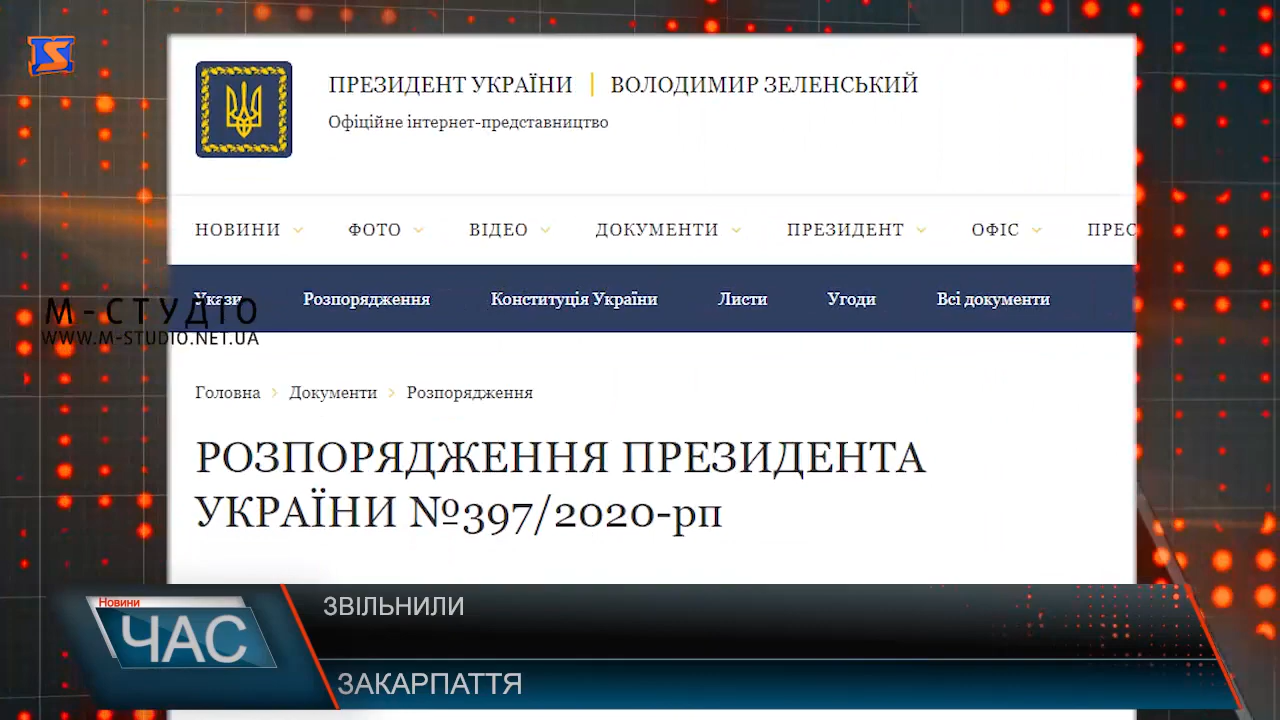 ПРЕЗИДЕНТ УКРАЇНИ | ВОЛОДИМИР ЗЕЛЕНСЬКИЙ
Офіційне інтернет-представництво
НОВИНИ ФОТО ВІДЕО ДОКУМЕНТИ ПРЕЗИДЕНТ ОФІС ПРЕС
Укази Розпорядження Конституція України Листи Угоди Всі документи
М-СТУДІО
WWW.M-STUDIO.NET.UA
Головна > Документи > Розпорядження
РОЗПОРЯДЖЕННЯ ПРЕЗИДЕНТА
УКРАЇНИ №397/2020-рп
Новини
ЧАС
ЗВІЛЬНИЛИ
ЗАКАРПАТТЯ